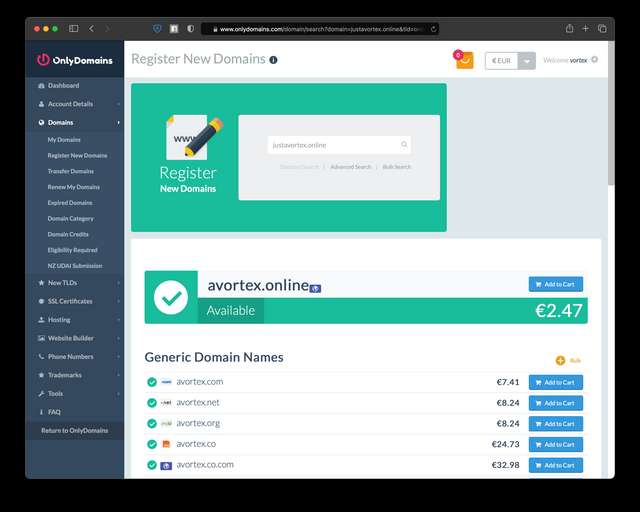 www.onlydomains.com/domain/search?domain=justavortex.online&tld=on
OnlyDomains
Register New Domains
0
€ EUR
Welcome vortex
Dashboard
Account Details
Domains
My Domains
Register New Domains
Transfer Domains
Renew My Domains
Expired Domains
Domain Category
Domain Credits
Eligibility Required
NZ UDAI Submission
New TLDs
SSL Certificates
Hosting
Website Builder
Phone Numbers
Trademarks
Tools
FAQ
Return to OnlyDomains
www
Register
New Domains
justavortex.online
Standard Search | Advanced Search | Bulk Search
avortex.online
Add to Cart
Available
€2.47
Generic Domain Names
Bulk
avortex.com €7.41 Add to Cart
.net avortex.net €8.24 Add to Cart
avortex.org €8.24 Add to Cart
avortex.co €24.73 Add to Cart
avortex.co.com €32.98 Add to Cart